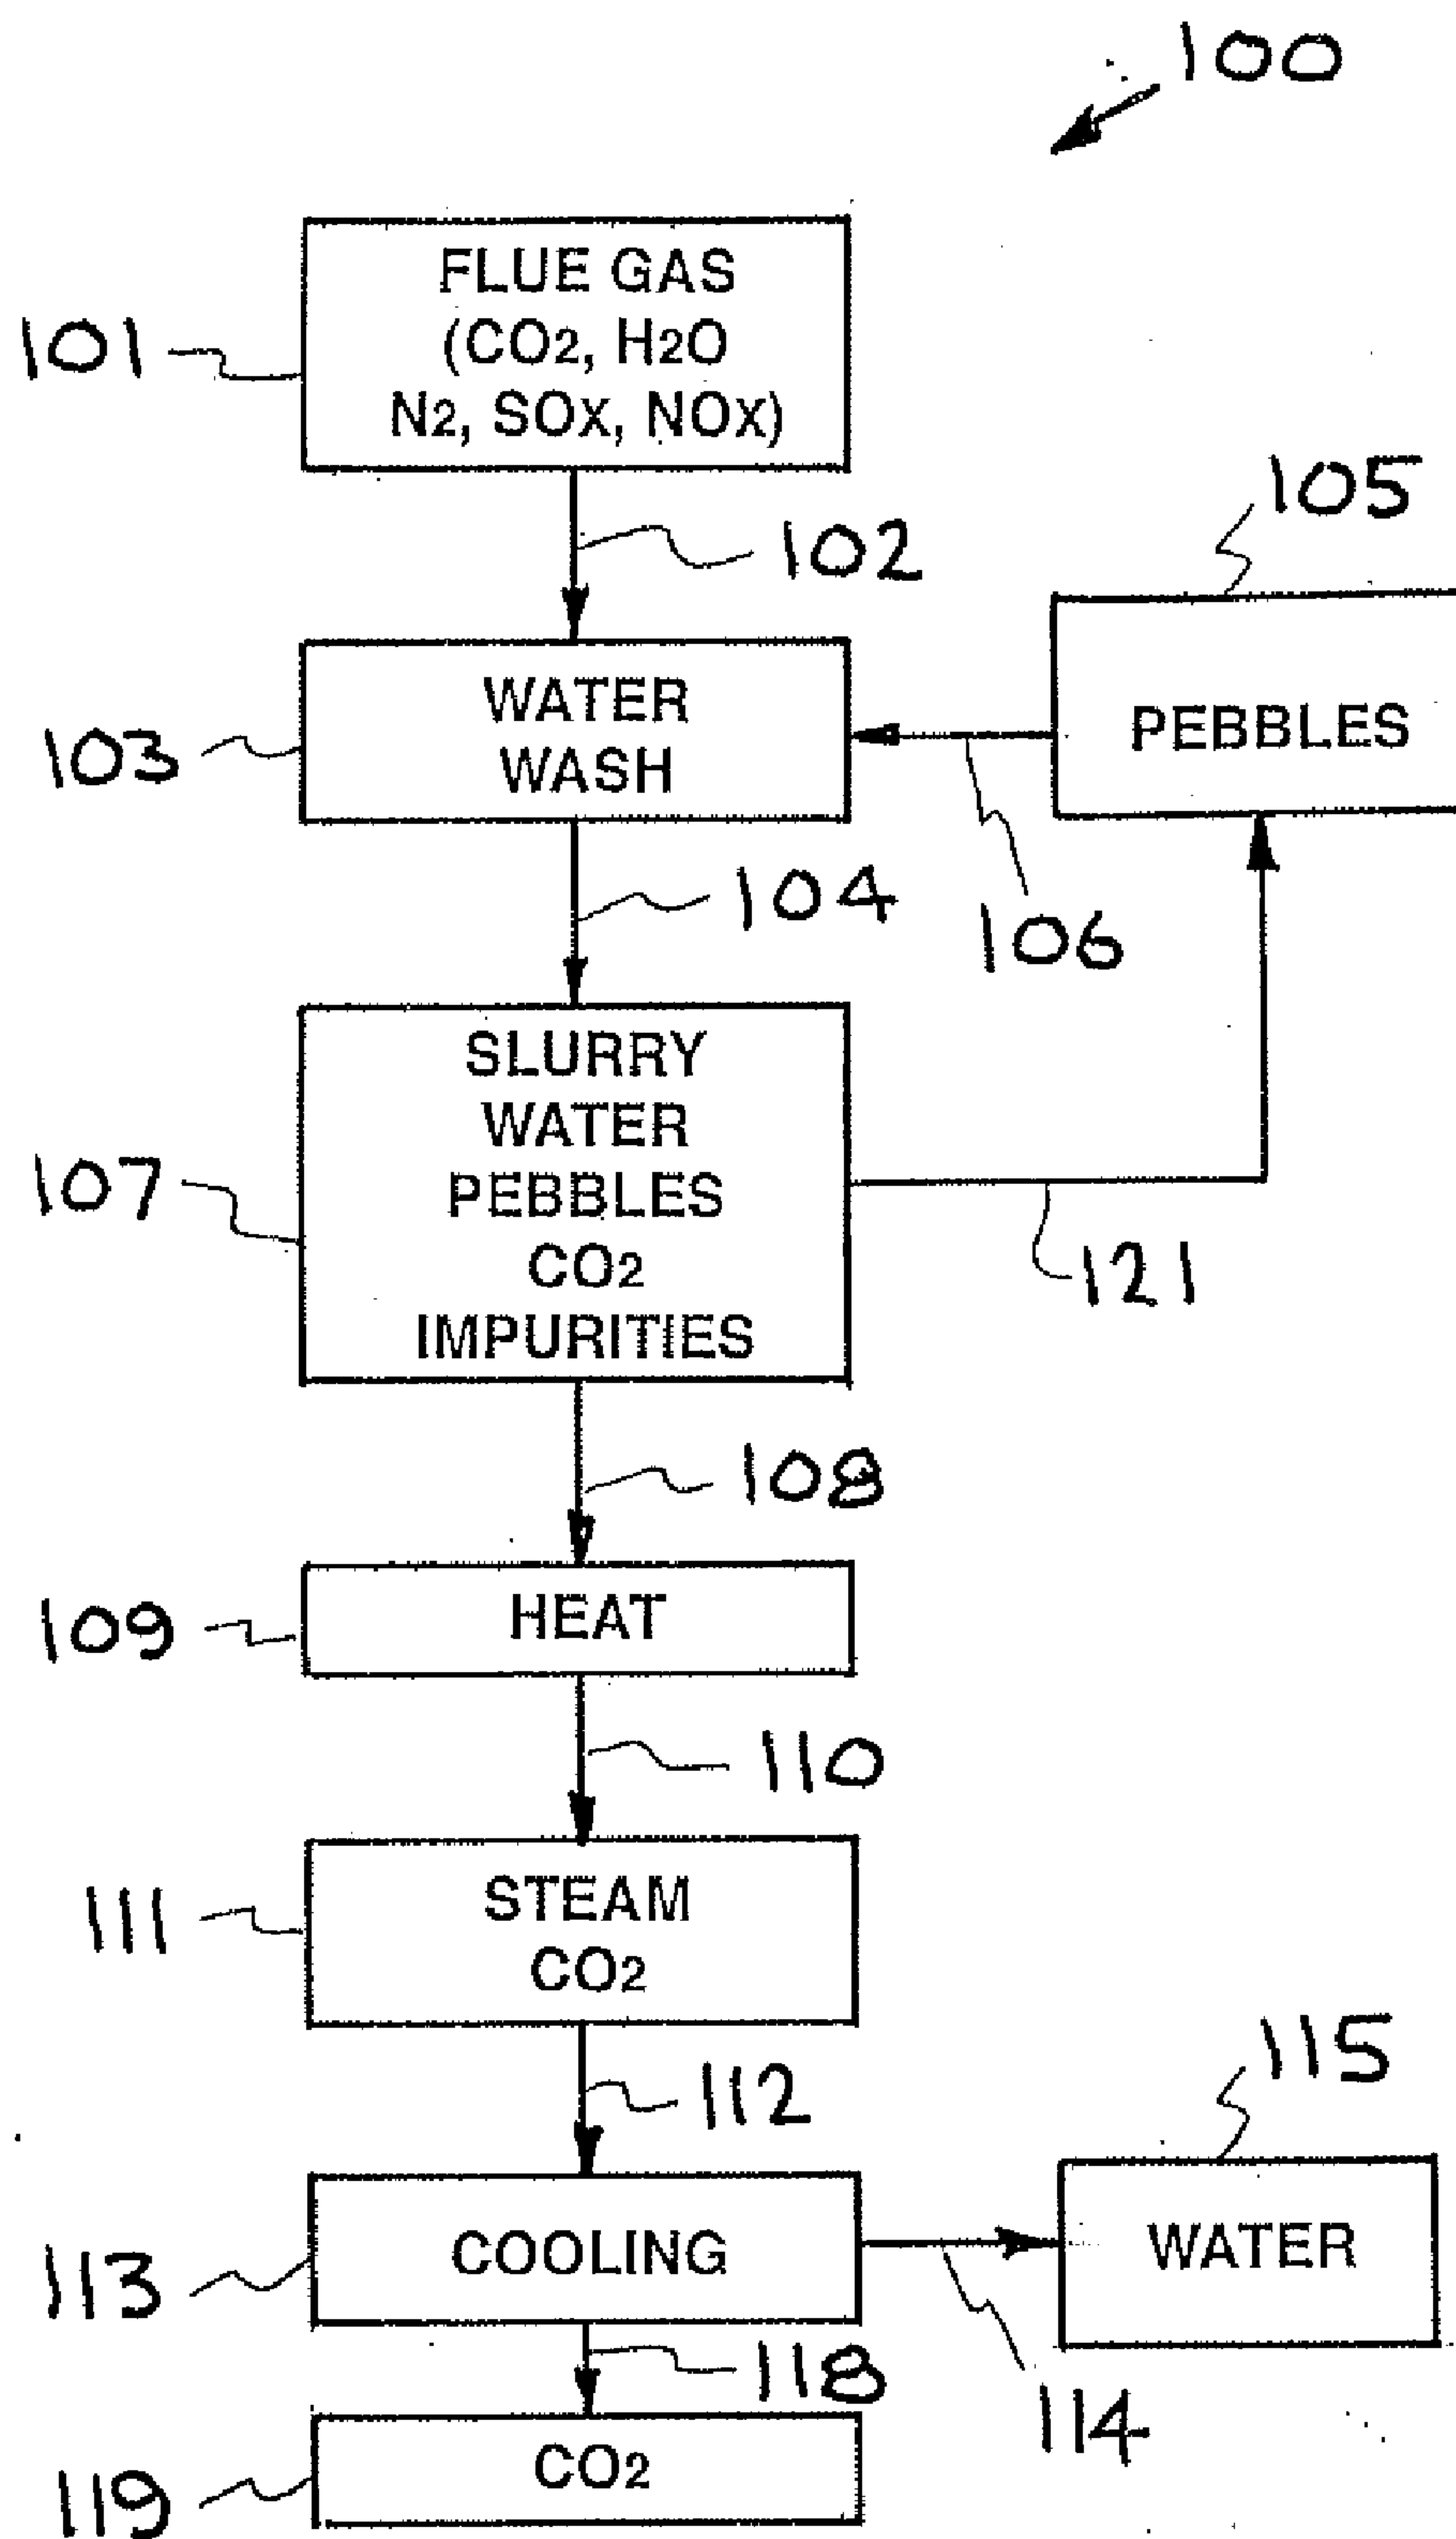 100
FLUE GAS
(CO2, H2O
N2, SOX, NOX)
101
102
105
PEBBLES
WATER
WASH
103
106
104
SLURRY
WATER
PEBBLES
CO2
IMPURITIES
107
121
108
HEAT
109
110
STEAM
CO2
111
112
115
COOLING
WATER
113
118
114
CO2
119